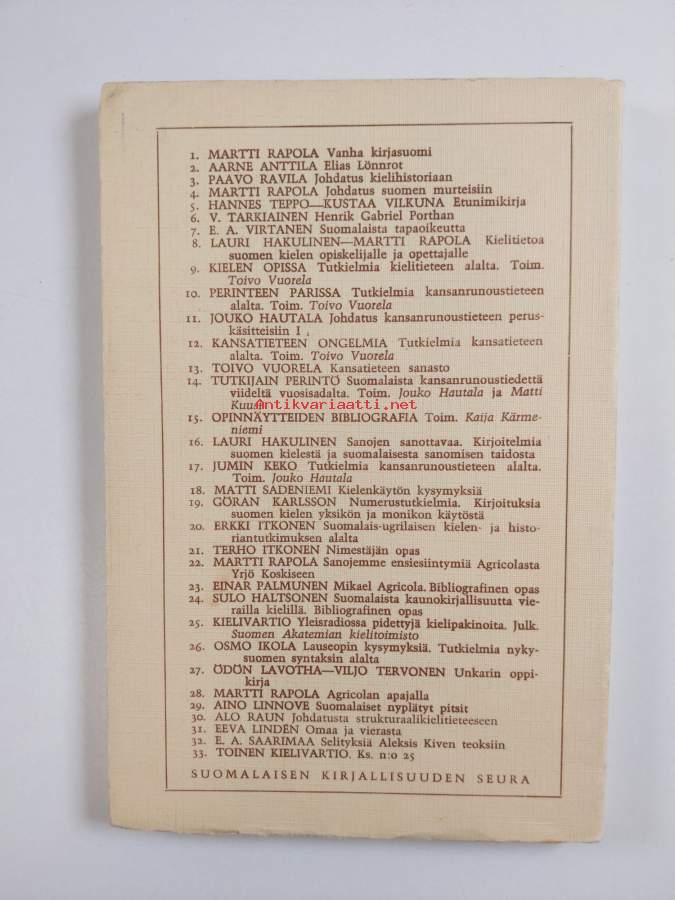 1. MARTTI RAPOLA Vanha kirjasuomi
2. AARNE ANTTILA Elias Lönnrot
3. PAAVO RAVILA Johdatus kielihistoriaan
4. MARTTI RAPOLA Johdatus suomen murteisiin
5. HANNES TEPPO—KUSTAA VILKUNA Etunimikirja
6. V. TARKIAINEN Henrik Gabriel Porthan
7. E. A. VIRTANEN Suomalaista tapaoikeutta
8. LAURI HAKULINEN—MARTTI RAPOLA Kielitietoa
suomen kielen opiskelijalle ja opettajalle
9. KIELEN OPISSA Tutkielmia kielitieteen alalta. Toim.
Toivo Vuorela
10. PERINTEEN PARISSA Tutkielmia kansanrunoustieteen
alalta. Toim. Toivo Vuorela
11. JOUKO HAUTALA Johdatus kansanrunoustieteen perus-
käsitteisiin I
12. KANSATIETEEN ONGELMIA Tutkielmia kansatieteen
alalta. Toim. Toivo Vuorela
13. TOIVO VUORELA Kansatieteen sanasto
14. TUTKIJAIN PERINTÖ Suomalaista kansanrunoustiedettä
viideltä vuosisadalta. Toim. Jouko Hautala ja Matti
Antikvariaatti.net
15. OPINNÄYTTEIDEN BIBLIOGRAFIA Toim. Kaija Kärme-
niemi
16. LAURI HAKULINEN Sanojen sanottavaa. Kirjoitelmia
suomen kielestä ja suomalaisesta sanomisen taidosta
17. JUMIN KEKO Tutkielmia kansanrunoustieteen alalta.
Toim. Jouko Hautala
18. MATTI SADENIEMI Kielenkäytön kysymyksiä
19. GÖRAN KARLSSON Numerustutkielma. Kirjoituksia
suomen kielen yksikön ja monikon käytöstä
20. ERKKI ITKONEN Suomalais-ugrilaisen kielen- ja histo-
riantutkimuksen alalta
21. TERHO ITKONEN Nimestäjän opas
22. MARTTI RAPOLA Sanojemme ensiesiintymiä Agricolasta
Yrjö Koskiseen
23. EINAR PALMUNEN Mikael Agricola. Bibliografinen opas
24. SULO HALTSONEN Suomalaista kaunokirjallisuutta vie-
railla kielillä. Bibliografinen opas
25. KIELIVARTIO Yleisradiossa pidettyjä kielipakinoita. Julk.
Suomen Akatemian kielitoimisto
26. OSMO IKOLA Lauseopin kysymyksiä. Tutkielmia nyky-
suomen syntaksin alalta
27. ÖDÖN LAVOTHA—VILJO TERVONEN Unkarin oppi-
kirja
28. MARTTI RAPOLA Agricolan apajalla
29. AINO LINNOVE Suomalaiset nyplätyt pitsit
30. ALO RAUN Johdatusta strukturaalikielitieteeseen
31. EEVA LINDEN Omaa ja vierasta
32. E. A. SAARIMAA Selityksiä Aleksis Kiven teoksiin
33. TOINEN KIELIVARTIO. Ks. n:o 25
SUOMALAISEN KIRJALLISUUDEN SEURA